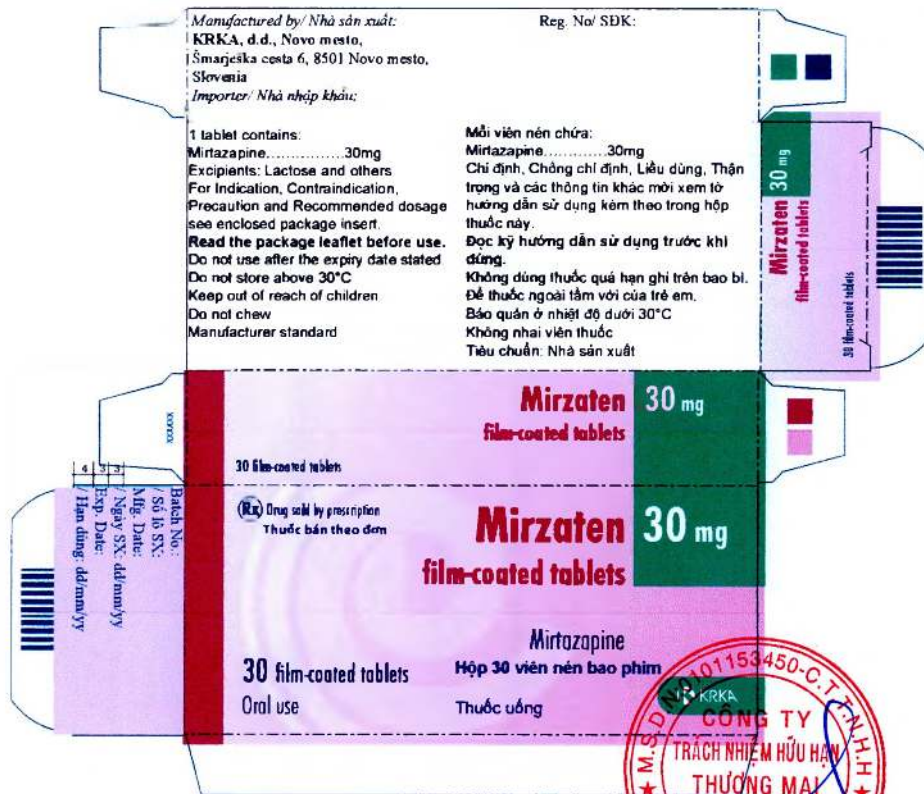 Manufactured by/ Nhà sản xuất:
KRKA, d.d., Novo mesto,
Šmarješka cesta 6, 8501 Novo mesto,
Slovenia
Importer/ Nhà nhập khẩu:
Reg. No/ SĐK:
1 tablet contains:
Mirtazapine...............30mg
Excipients: Lactose and others
For Indication, Contraindication,
Precaution and Recommended dosage
see enclosed package insert.
Read the package leaflet before use.
Do not use after the expiry date stated
Do not store above 30°C
Keep out of reach of children
Do not chew
Manufacturer standard
Mỗi viên nén chứa:
Mirtazapine............30mg
Chỉ định, Chống chỉ định, Liều dùng, Thận
trọng và các thông tin khác mời xem tờ
hướng dẫn sử dụng kèm theo trong hộp
thuốc này.
Đọc kỹ hướng dẫn sử dụng trước khi
dùng.
Không dùng thuốc quá hạn ghi trên bao bì.
Để thuốc ngoài tầm với của trẻ em.
Bảo quản ở nhiệt độ dưới 30°C
Không nhai viên thuốc
Tiêu chuẩn: Nhà sản xuất
Mirzaten 30 mg
film-coated tablets
30 film-coated tablets
Mirzaten 30 mg
film-coated tablets
30 film-coated tablets
XXXXXX
4 3 3
Batch No.:
/ Số lô SX:
Mfg. Date:
/ Ngày SX: dd/mm/yy
Exp. Date:
/ Hạn dùng: dd/mm/yy
Rx Drug sold by prescription
Thuốc bán theo đơn
Mirzaten 30 mg
film-coated tablets
Mirtazapine
30 film-coated tablets
Hộp 30 viên nén bao phim
Oral use
Thuốc uống
KRKA
M.S.D.N:0101153450-C.T.T.N.H.H
CÔNG TY
TRÁCH NHIỆM HỮU HẠN
THƯƠNG MẠI